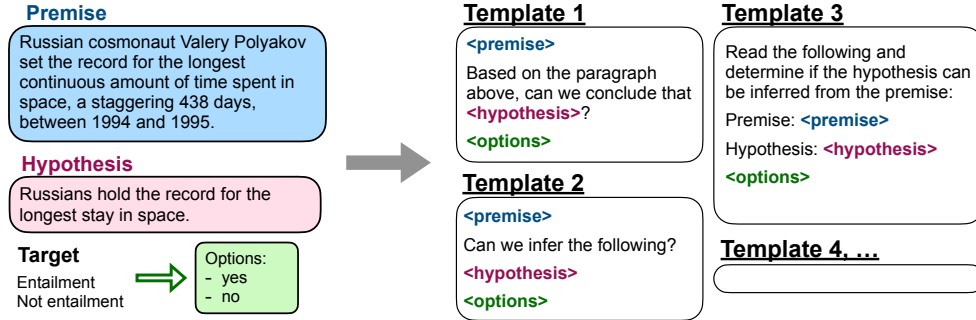 Premise
Russian cosmonaut Valery Polyakov
set the record for the longest
continuous amount of time spent in
space, a staggering 438 days,
between 1994 and 1995.
Hypothesis
Russians hold the record for the
longest stay in space.
Target
Entailment
Not entailment
Options:
- yes
- no
Template 1
<premise>
Based on the paragraph
above, can we conclude that
<hypothesis>?
<options>
Template 2
<premise>
Can we infer the following?
<hypothesis>
<options>
Template 3
Read the following and
determine if the hypothesis can
be inferred from the premise:
Premise: <premise>
Hypothesis: <hypothesis>
<options>
Template 4, …